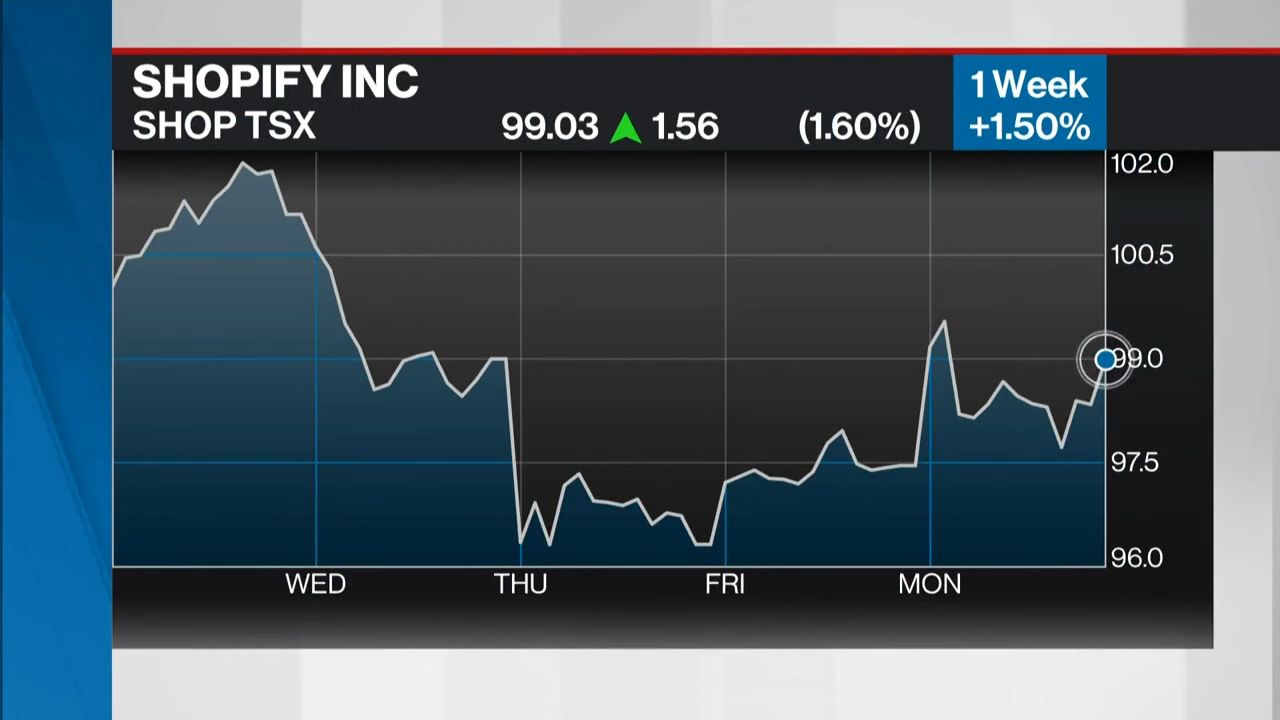 SHOPIFY INC
SHOP TSX 99.03 ▲ 1.56 (1.60%)
1 Week
+1.50%
102.0
100.5
99.0
97.5
96.0
WED THU FRI MON